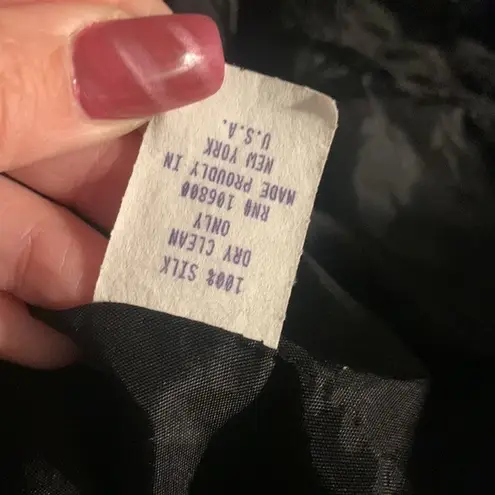 100% SILK
DRY CLEAN
ONLY
RN# 106800
MADE PROUDLY IN
NEW YORK
U.S.A.